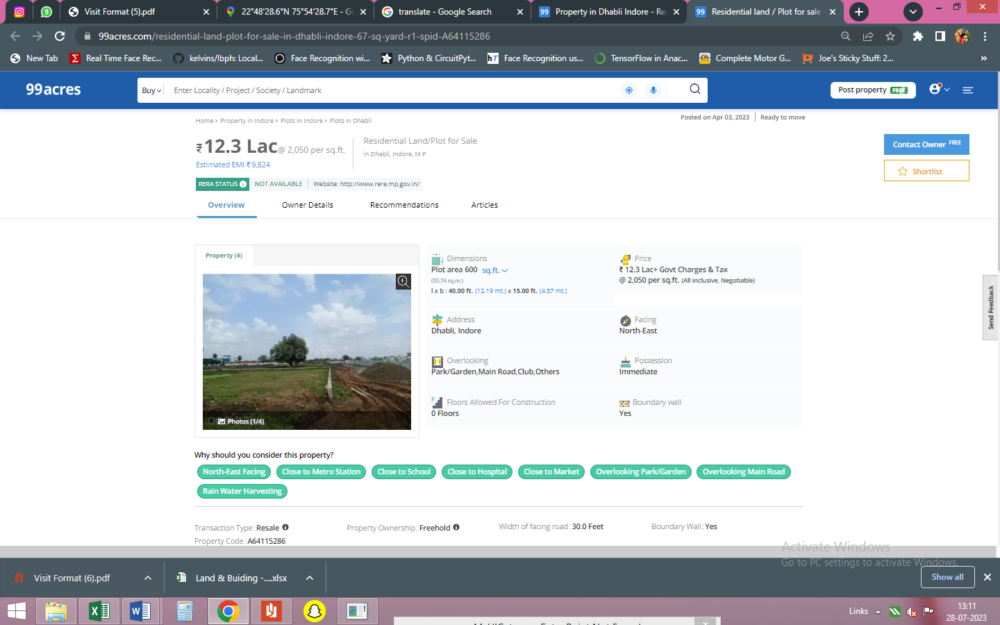 Visit Format (5).pdf
22°48'28.6"N 75°54'28.7"E - Go
translate - Google Search
99 Property in Dhabli Indore - Rea
99 Residential land / Plot for sale
99acres.com/residential-land-plot-for-sale-in-dhabli-indore-67-sq-yard-r1-spid-A64115286
New Tab
Real Time Face Rec...
kelvins/lbph: Local...
Face Recognition wi...
Python & CircuitPyt...
Face Recognition us...
TensorFlow in Anac...
Complete Motor G...
Joe's Sticky Stuff: 2...
»
99acres
Buy
Enter Locality / Project / Society / Landmark
Post property FREE
Home › Property in Indore › Plots in Indore › Plots in Dhabli
Posted on Apr 03, 2023 | Ready to move
₹ 12.3 Lac @ 2,050 per sq.ft.
Estimated EMI ₹ 9,824
Residential Land/Plot for Sale
in Dhabli, Indore, M P
Contact Owner FREE
Shortlist
RERA STATUS NOT AVAILABLE | Website: http://www.rera.mp.gov.in/
Overview
Owner Details
Recommendations
Articles
Property (4)
Photos (1/4)
Dimensions
Plot area 600 sq.ft.
(55.74 sq.m.)
l x b : 40.00 ft. (12.19 mt.) x 15.00 ft. (4.57 mt.)
Price
₹ 12.3 Lac+ Govt Charges & Tax
@ 2,050 per sq.ft. (All inclusive, Negotiable)
Address
Dhabli, Indore
Facing
North-East
Overlooking
Park/Garden,Main Road,Club,Others
Possession
Immediate
Floors Allowed For Construction
0 Floors
Boundary wall
Yes
Send Feedback
Why should you consider this property?
North-East Facing
Close to Metro Station
Close to School
Close to Hospital
Close to Market
Overlooking Park/Garden
Overlooking Main Road
Rain Water Harvesting
Transaction Type : Resale
Property Ownership : Freehold
Width of facing road : 30.0 Feet
Boundary Wall : Yes
Property Code : A64115286
Activate Windows
Go to PC settings to activate Windows.
Visit Format (6).pdf
Land & Buiding -....xlsx
Show all
Links
13:11
28-07-2023